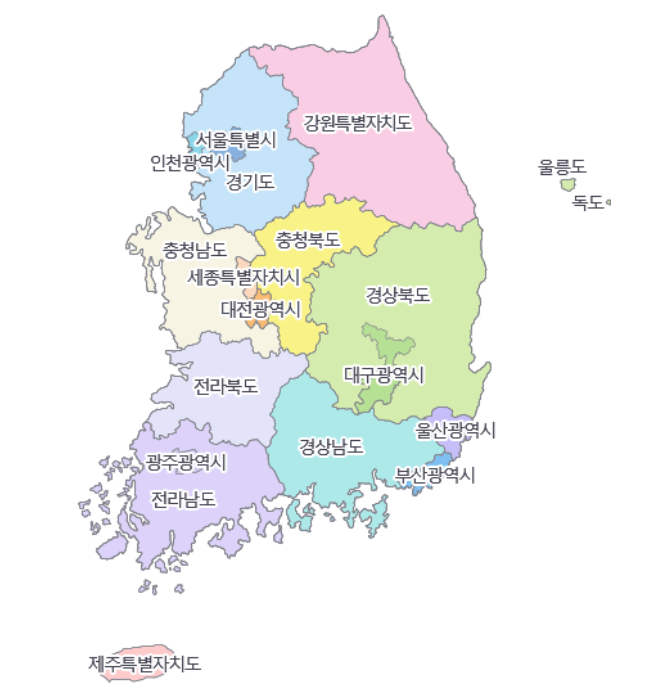 강원특별자치도
서울특별시
인천광역시
경기도
울릉도
독도
충청북도
충청남도
세종특별자치시
경상북도
대전광역시
대구광역시
전라북도
울산광역시
경상남도
광주광역시
부산광역시
전라남도
제주특별자치도